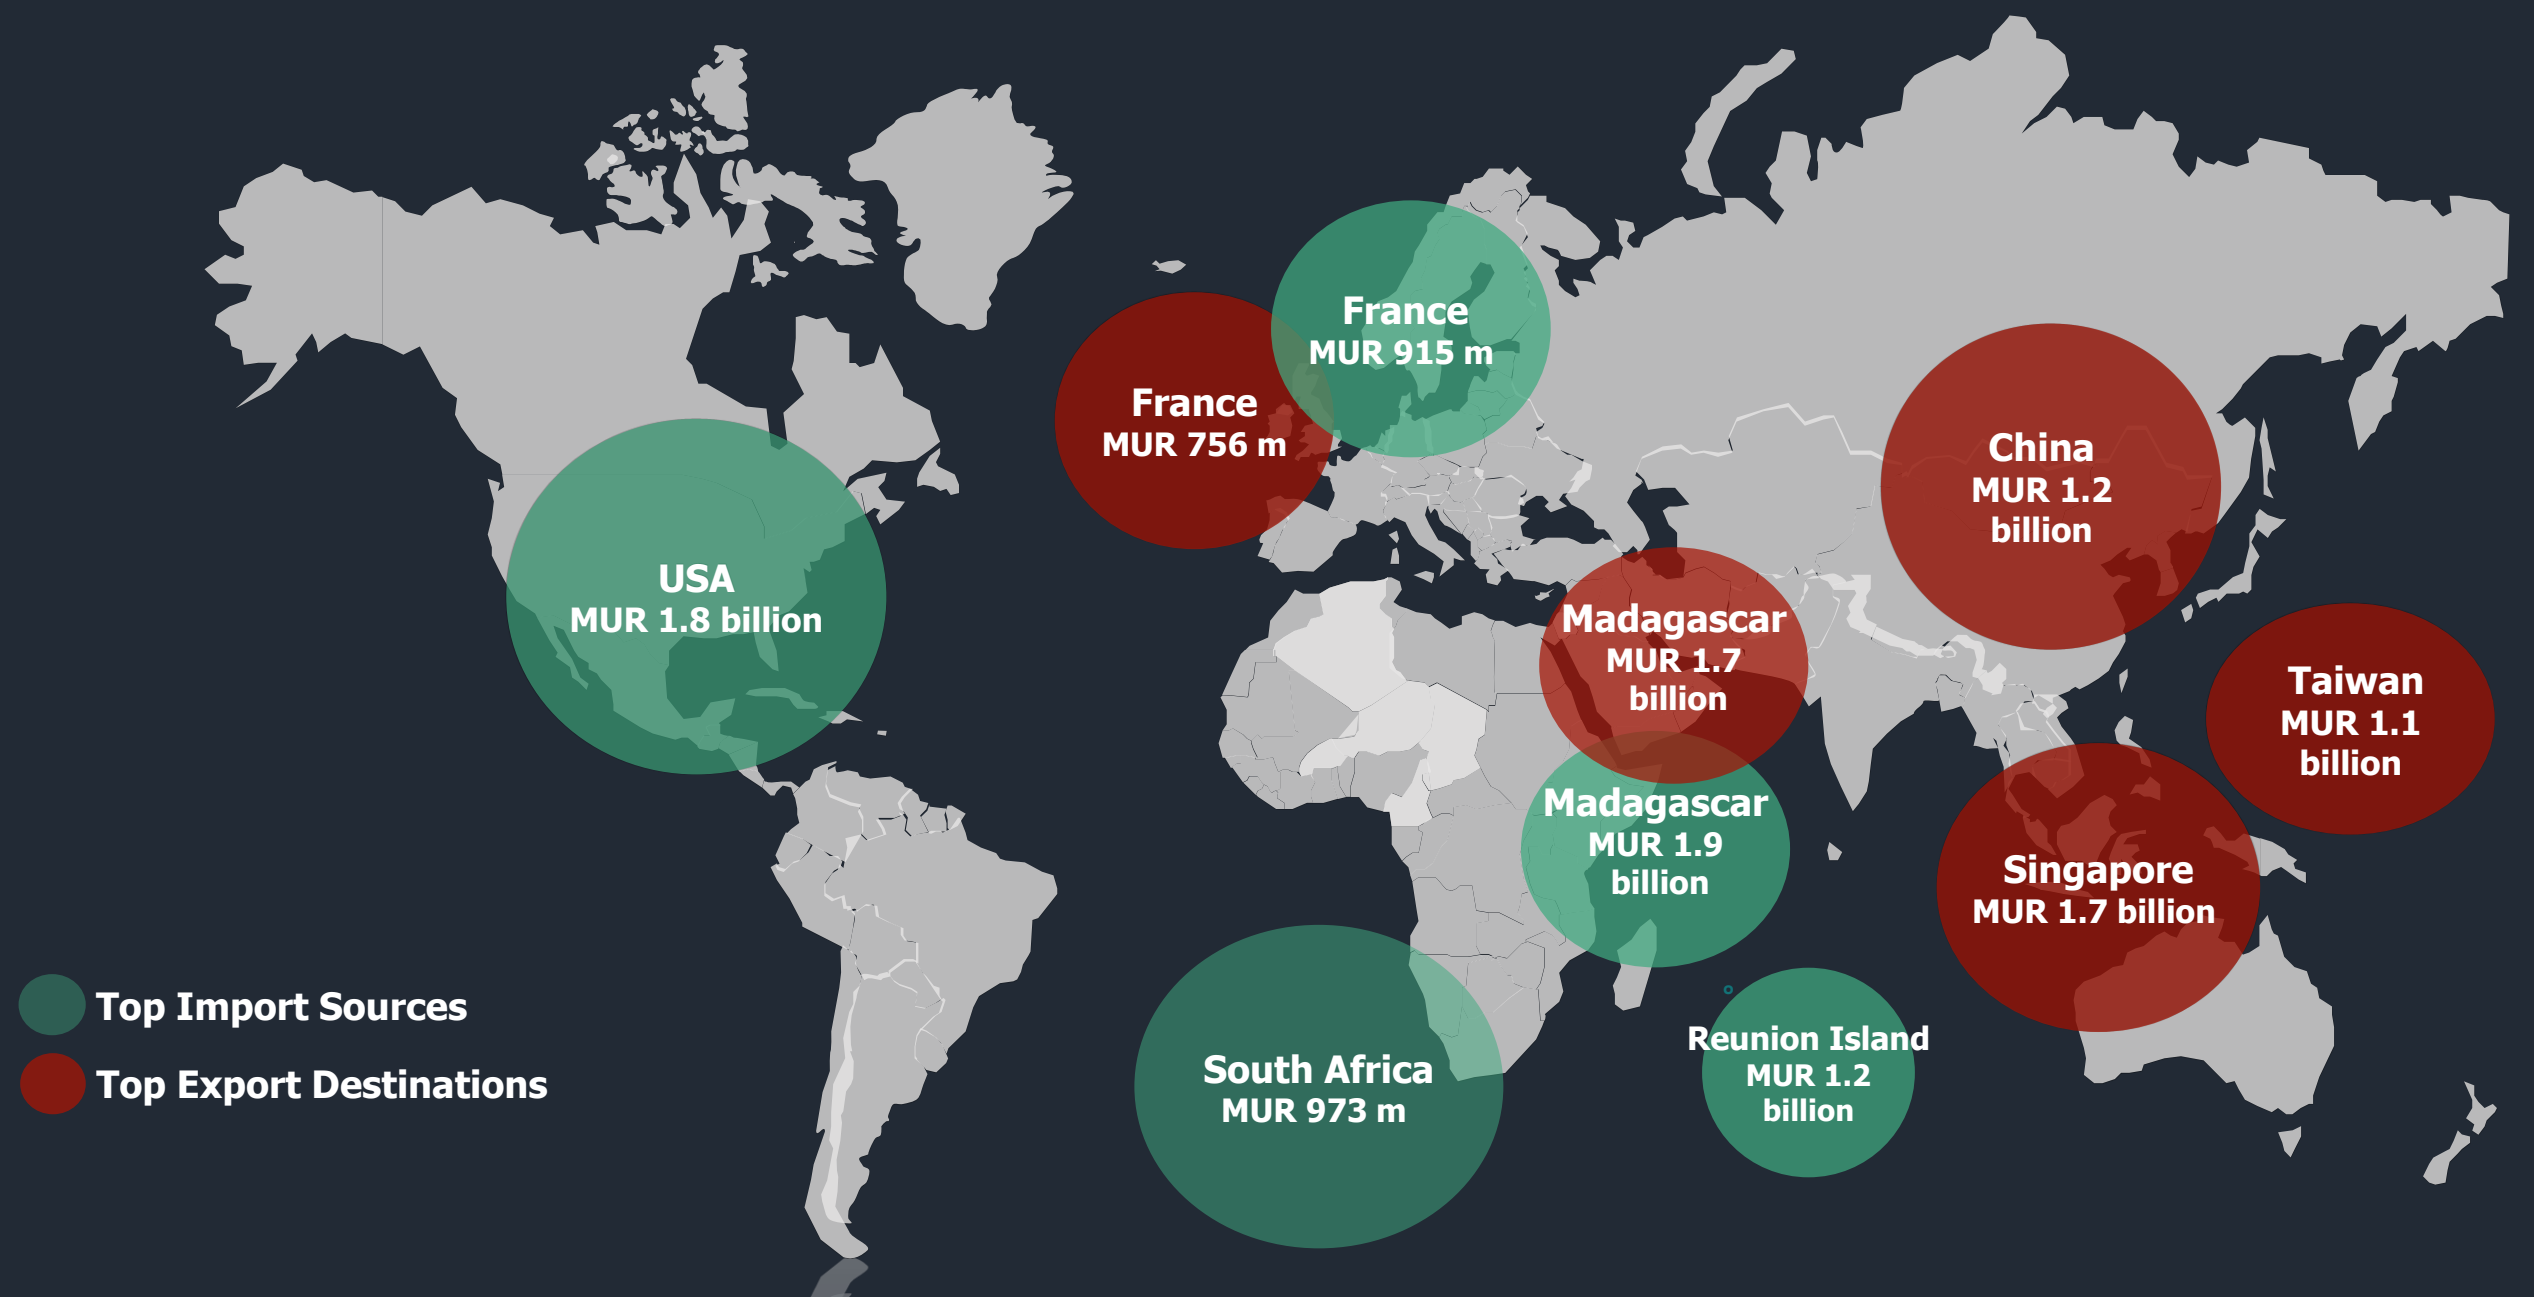 France
MUR 915 m
France
MUR 756 m
China
MUR 1.2
billion
USA
MUR 1.8 billion
Madagascar
MUR 1.7
billion
Taiwan
MUR 1.1
billion
Madagascar
MUR 1.9
billion
Singapore
MUR 1.7 billion
South Africa
MUR 973 m
Reunion Island
MUR 1.2
billion
Top Import Sources
Top Export Destinations